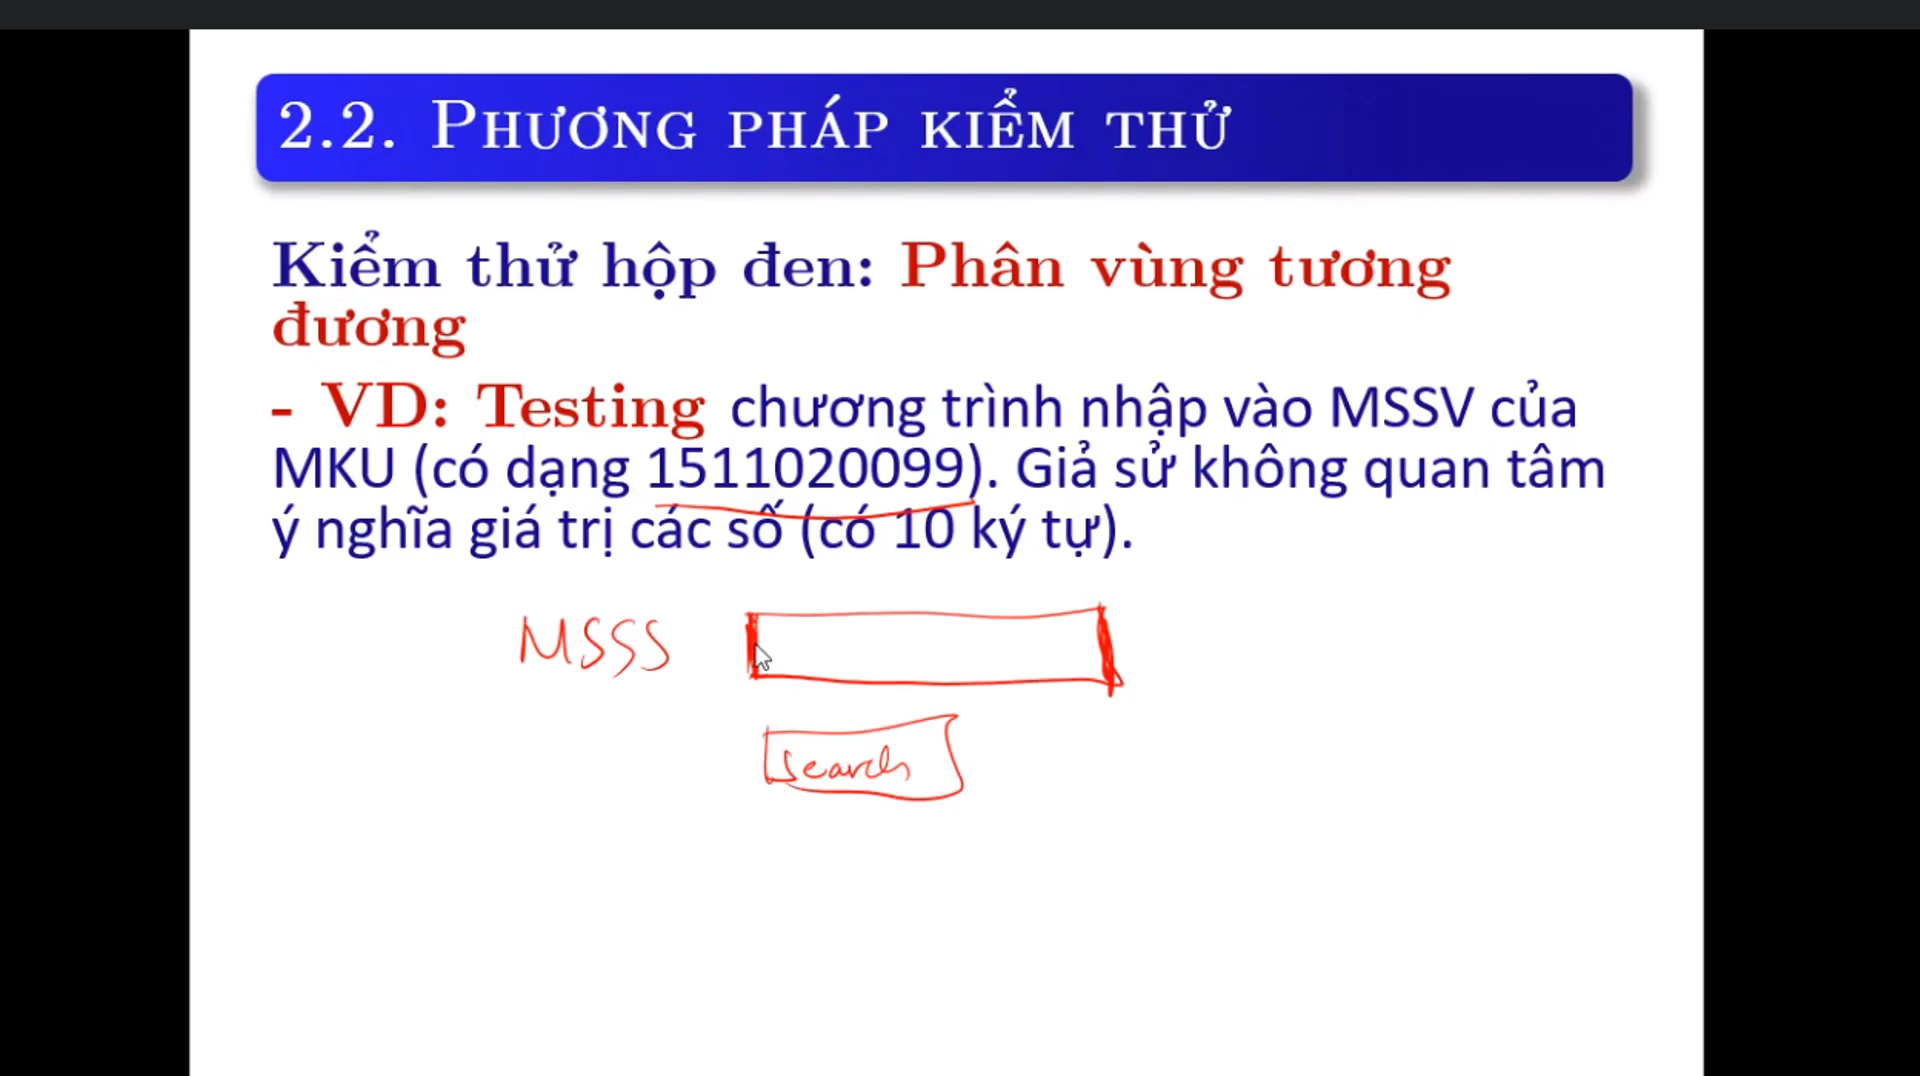 2.2. PHƯƠNG PHÁP KIỂM THỬ
Kiểm thử hộp đen: Phân vùng tương
đương
- VD: Testing chương trình nhập vào MSSV của
MKU (có dạng 1511020099). Giả sử không quan tâm
ý nghĩa giá trị các số (có 10 ký tự).
MSSS
Search